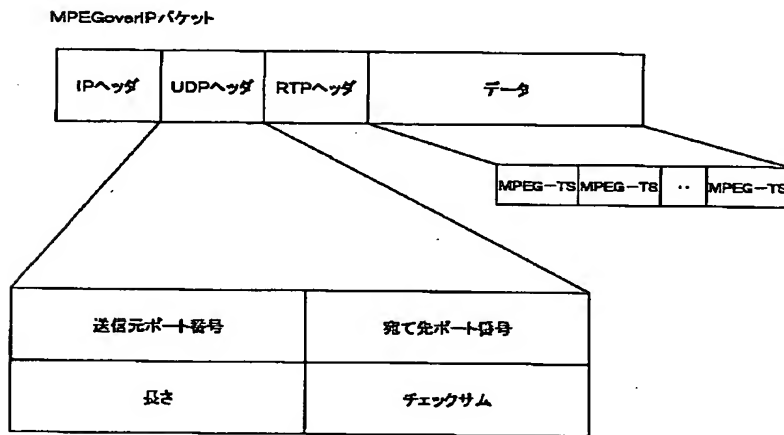 MPEGoverIPパケット
IPヘッダ UDPヘッダ RTPヘッダ データ
MPEG-TS MPEG-TS ‥ MPEG-TS
送信元ポート番号 宛て先ポート番号
長さ チェックサム